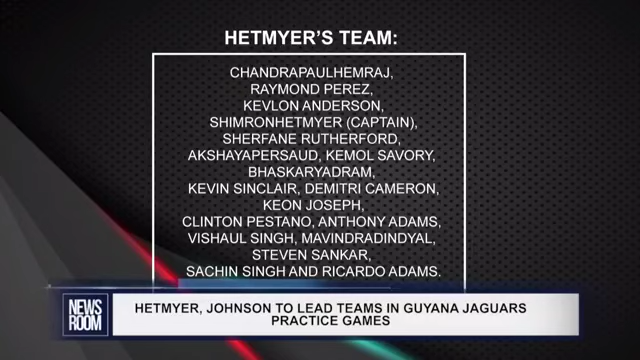 HETMYER'S TEAM:
CHANDRAPAULHEMRAJ,
RAYMOND PEREZ,
KEVLON ANDERSON,
SHIMRONHETMYER (CAPTAIN),
SHERFANE RUTHERFORD,
AKSHAYAPERSAUD, KEMOL SAVORY,
BHASKARYADRAM,
KEVIN SINCLAIR, DEMITRI CAMERON,
KEON JOSEPH,
CLINTON PESTANO, ANTHONY ADAMS,
VISHAUL SINGH, MAVINDRADINDYAL,
STEVEN SANKAR,
SACHIN SINGH AND RICARDO ADAMS.
NEWS
ROOM
HETMYER, JOHNSON TO LEAD TEAMS IN GUYANA JAGUARS
PRACTICE GAMES